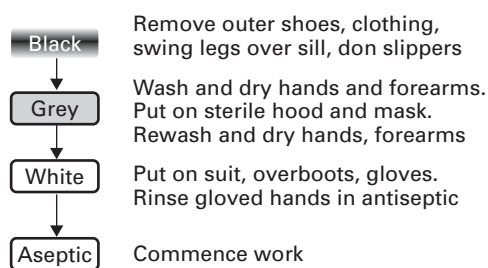 Black
Remove outer shoes, clothing,
swing legs over sill, don slippers
Grey
Wash and dry hands and forearms.
Put on sterile hood and mask.
Rewash and dry hands, forearms
White
Put on suit, overboots, gloves.
Rinse gloved hands in antiseptic
Aseptic
Commence work